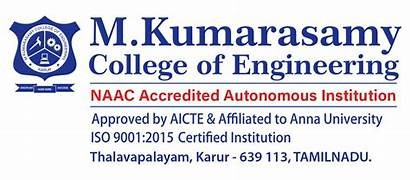 M.Kumarasamy
College of Engineering
NAAC Accredited Autonomous Institution
Approved by AICTE & Affiliated to Anna University
ISO 9001:2015 Certified Institution
Thalavapalayam, Karur - 639 113, TAMILNADU.